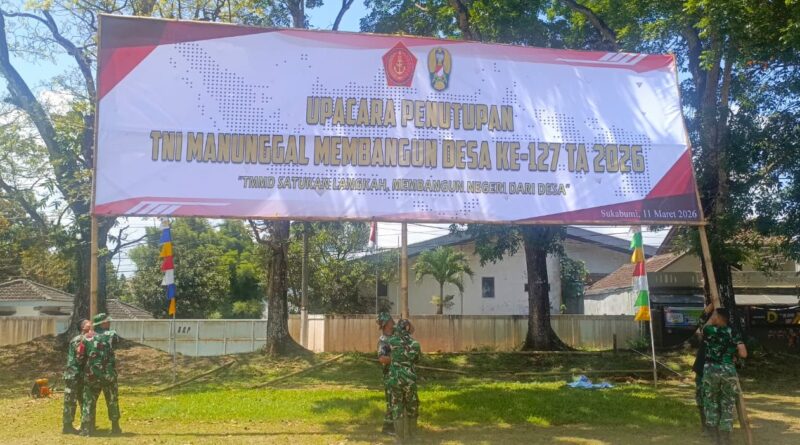 UPACARA PENUTUPAN
TNI MANUNGGAL MEMBANGUN DESA KE-127 TA 2026
"TMMD SATUKAN LANGKAH, MEMBANGUN NEGERI DARI DESA"
Sukabumi, 11 Maret 2026